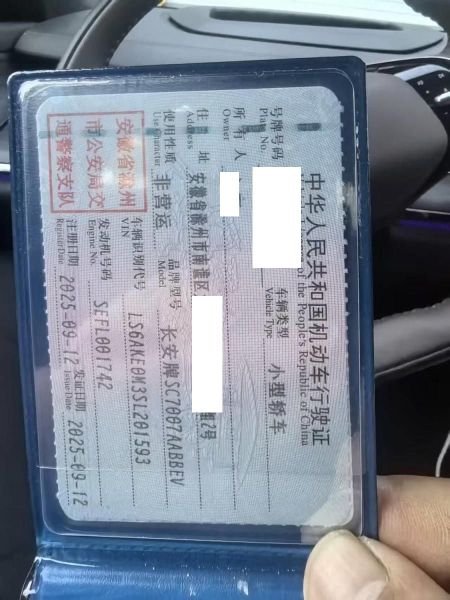 中华人民共和国机动车行驶证
of the People's Republic of China
号牌号码
Plate No.
车辆类型 小型轿车
Vehicle Type
所有人
Owner
住址 安徽省滁州市南谯区
2号
Address
使用性质 非营运
Use Character
品牌型号 长安牌SC7007AABBEV
Model
安徽省滁州
市公安局交
通警察支队
车辆识别代号 LS6AKE0M3SL201593
VIN
发动机号码 SEFL001742
Engine No.
注册日期 2025-09-12
Register Date
发证日期 2025-09-12
Issue Date